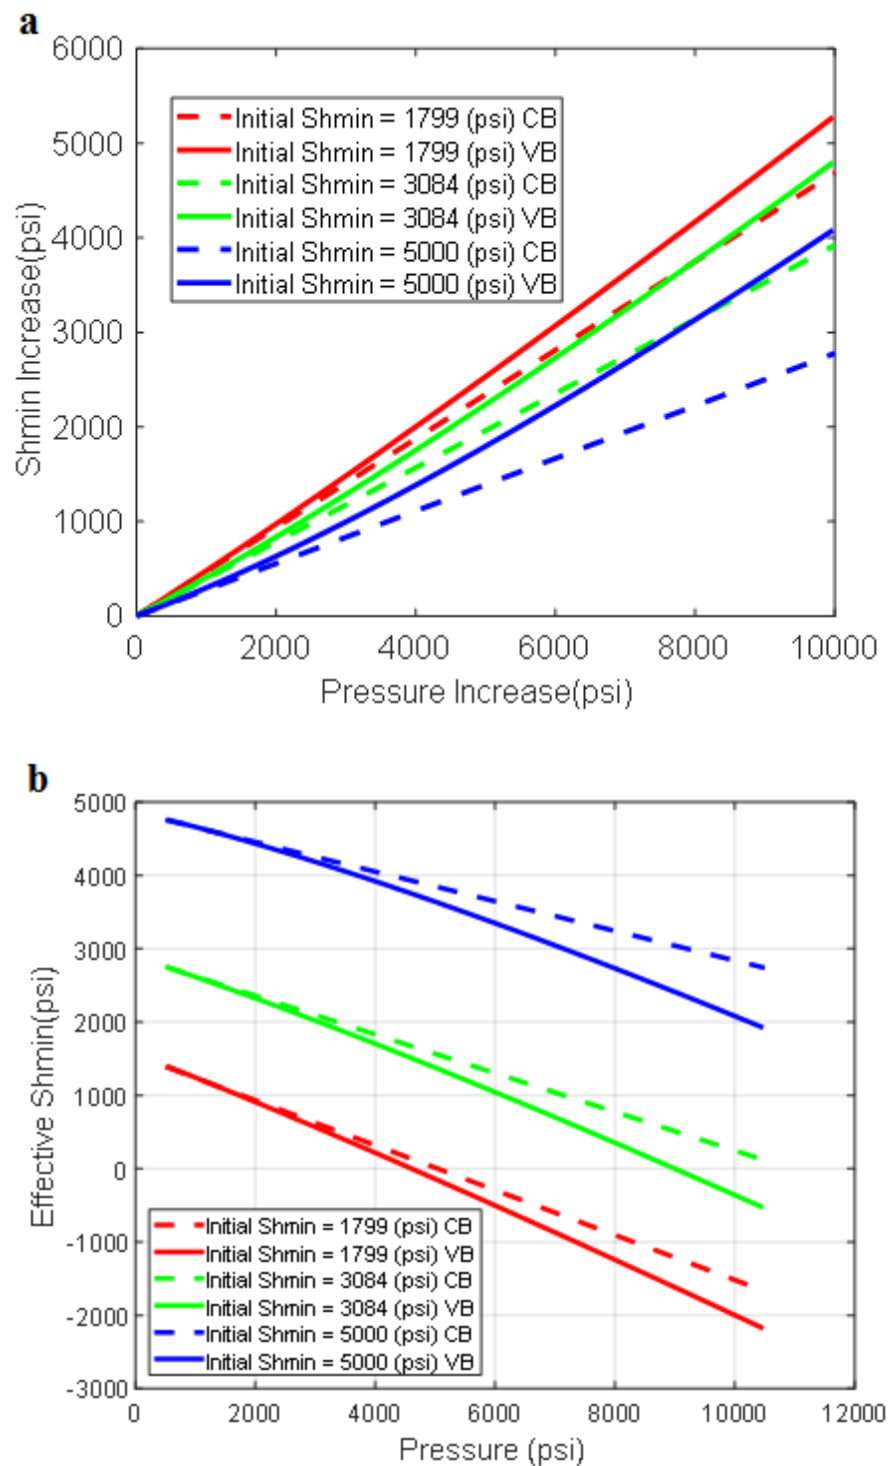 a
6000
5000
4000
3000
2000
1000
0
Shmin Increase(psi)
Initial Shmin = 1799 (psi) CB
Initial Shmin = 1799 (psi) VB
Initial Shmin = 3084 (psi) CB
Initial Shmin = 3084 (psi) VB
Initial Shmin = 5000 (psi) CB
Initial Shmin = 5000 (psi) VB
0 2000 4000 6000 8000 10000
Pressure Increase(psi)
b
5000
4000
3000
2000
1000
0
-1000
-2000
-3000
Effective Shmin(psi)
Initial Shmin = 1799 (psi) CB
Initial Shmin = 1799 (psi) VB
Initial Shmin = 3084 (psi) CB
Initial Shmin = 3084 (psi) VB
Initial Shmin = 5000 (psi) CB
Initial Shmin = 5000 (psi) VB
0 2000 4000 6000 8000 10000 12000
Pressure (psi)